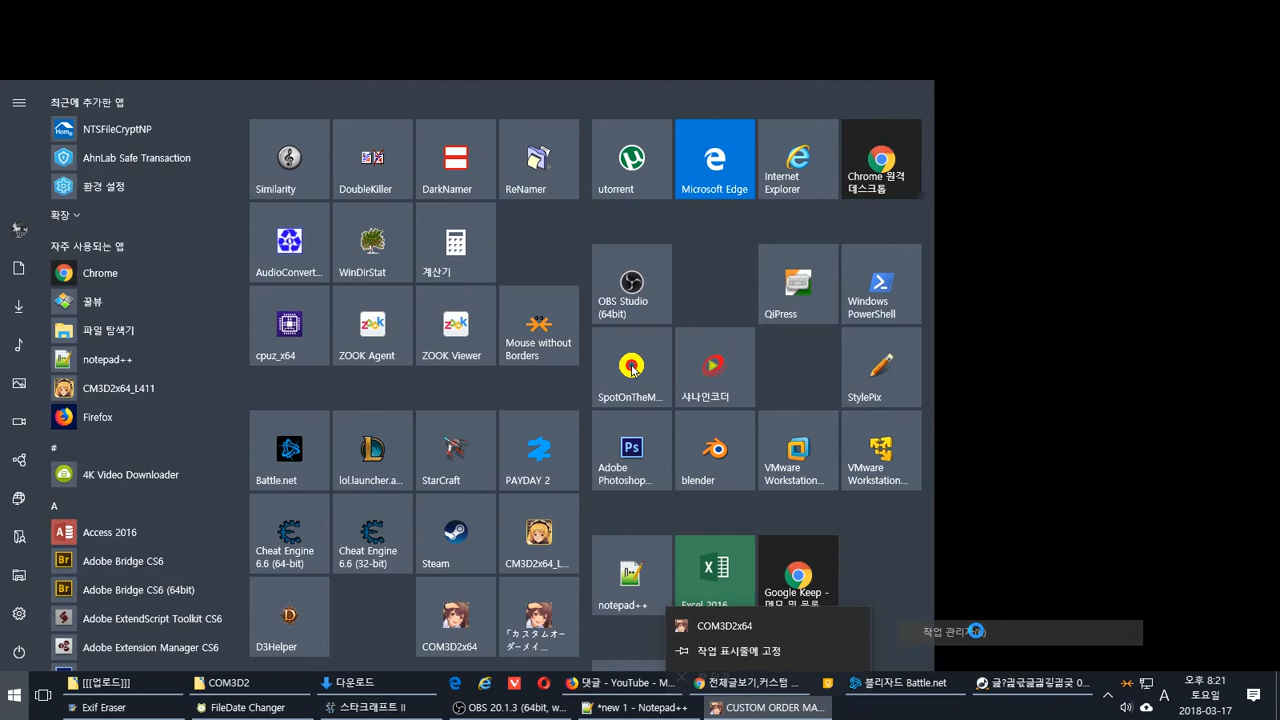 최근에 추가한 앱
NTSFileCryptNP
AhnLab Safe Transaction
환경 설정
확장
자주 사용되는 앱
Chrome
꿀뷰
파일 탐색기
notepad++
CM3D2x64_L411
Firefox
#
4K Video Downloader
A
Access 2016
Adobe Bridge CS6
Adobe Bridge CS6 (64bit)
Adobe ExtendScript Toolkit CS6
Adobe Extension Manager CS6
Similarity
DoubleKiller
DarkNamer
ReNamer
AudioConvert...
WinDirStat
계산기
cpuz_x64
ZOOK Agent
ZOOK Viewer
Mouse without
Borders
Battle.net
lol.launcher.a...
StarCraft
PAYDAY 2
Cheat Engine
6.6 (64-bit)
Cheat Engine
6.6 (32-bit)
Steam
CM3D2x64_L...
D3Helper
COM3D2x64
「カスタムオー
ダーメイ...
utorrent
Microsoft Edge
Internet
Explorer
Chrome 원격
데스크톱
OBS Studio
(64bit)
QiPress
Windows
PowerShell
SpotOnTheM...
샤나인코더
StylePix
Adobe
Photoshop...
blender
VMware
Workstation...
VMware
Workstation...
notepad++
Excel 2016
Google Keep -
메모 및 목록
COM3D2x64
작업 표시줄에 고정
[[[업로드]]]
COM3D2
다운로드
댓글 - YouTube - M...
전체글보기,커스텀 ...
블리자드 Battle.net
Exif Eraser
FileDate Changer
스타크래프트 II
OBS 20.1.3 (64bit, w...
*new 1 - Notepad++
CUSTOM ORDER MA...
A
오후 8:21
토요일
2018-03-17